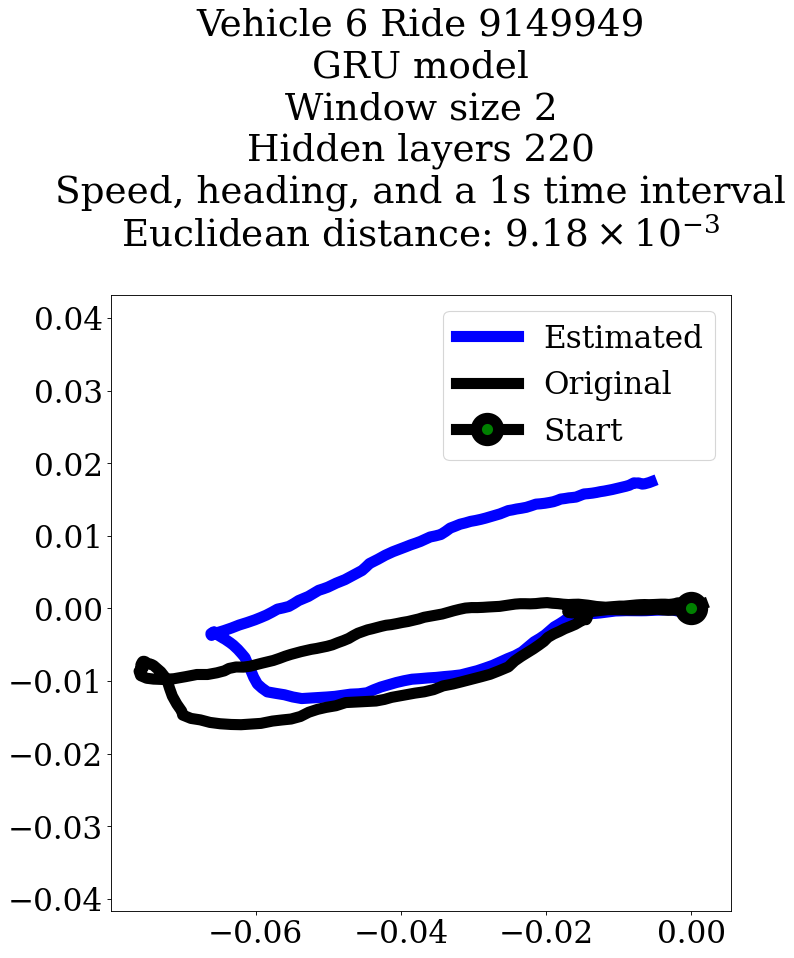 Vehicle 6 Ride 9149949
GRU model
Window size 2
Hidden layers 220
Speed, heading, and a 1s time interval
Euclidean distance: 9.18 × 10⁻³
Estimated
Original
Start
0.04
0.03
0.02
0.01
0.00
−0.01
−0.02
−0.03
−0.04
−0.06 −0.04 −0.02 0.00